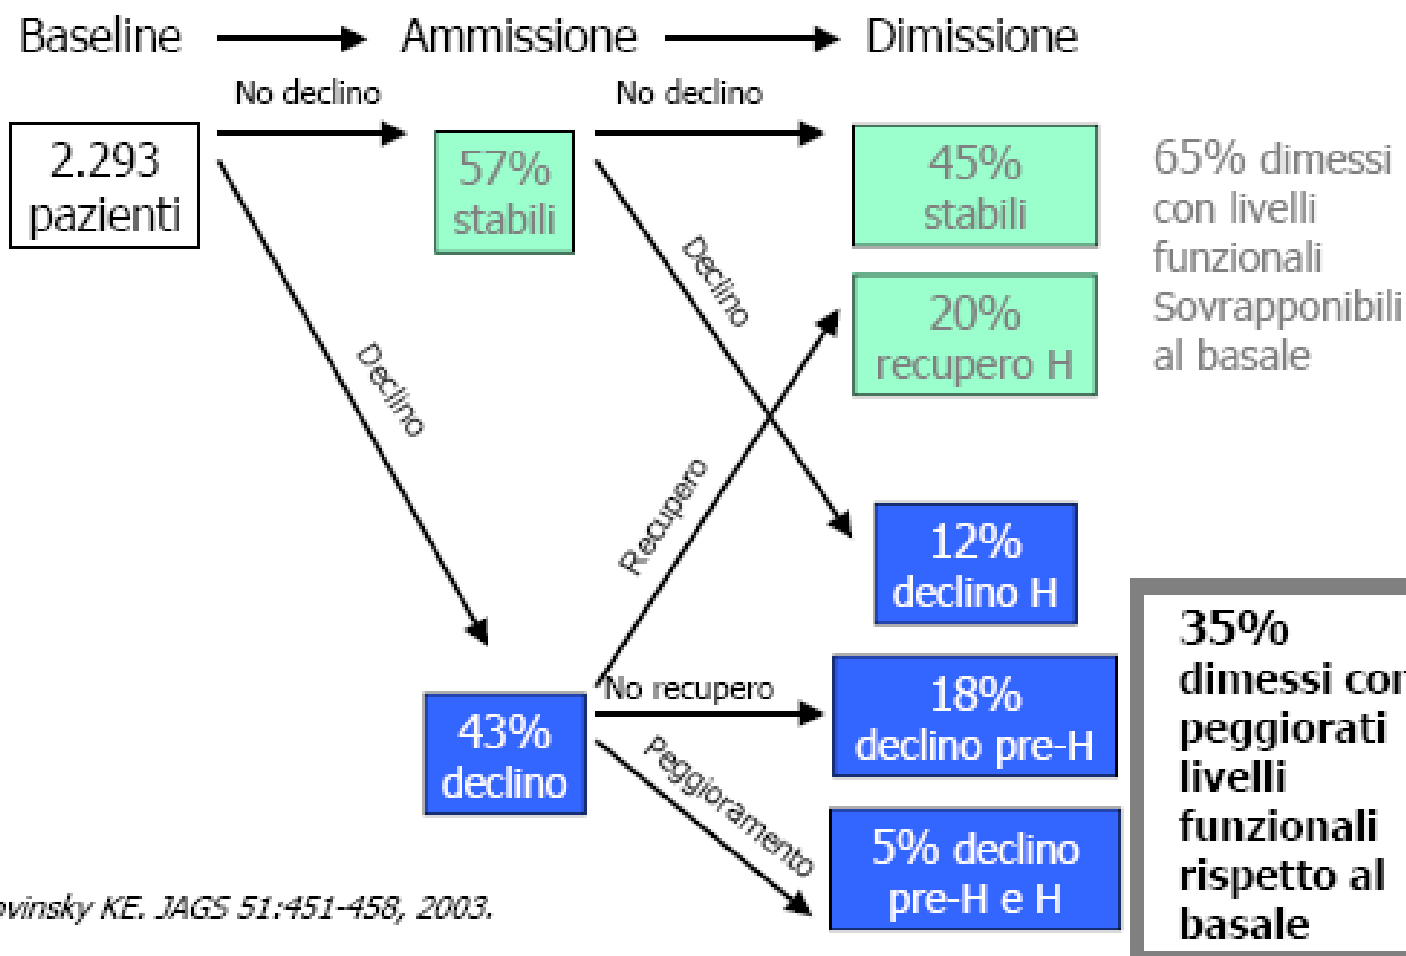 Baseline
Ammissione
Dimissione
No declino
No declino
2.293
pazienti
57%
stabili
45%
stabili
65% dimessi
con livelli
funzionali
Sovrapponibili
al basale
Declino
20%
recupero H
Declino
Recupero
12%
declino H
43%
declino
No recupero
18%
declino pre-H
Peggioramento
5% declino
pre-H e H
35%
dimessi con
peggiorati
livelli
funzionali
rispetto al
basale
ovinsky KE. JAGS 51:451-458, 2003.